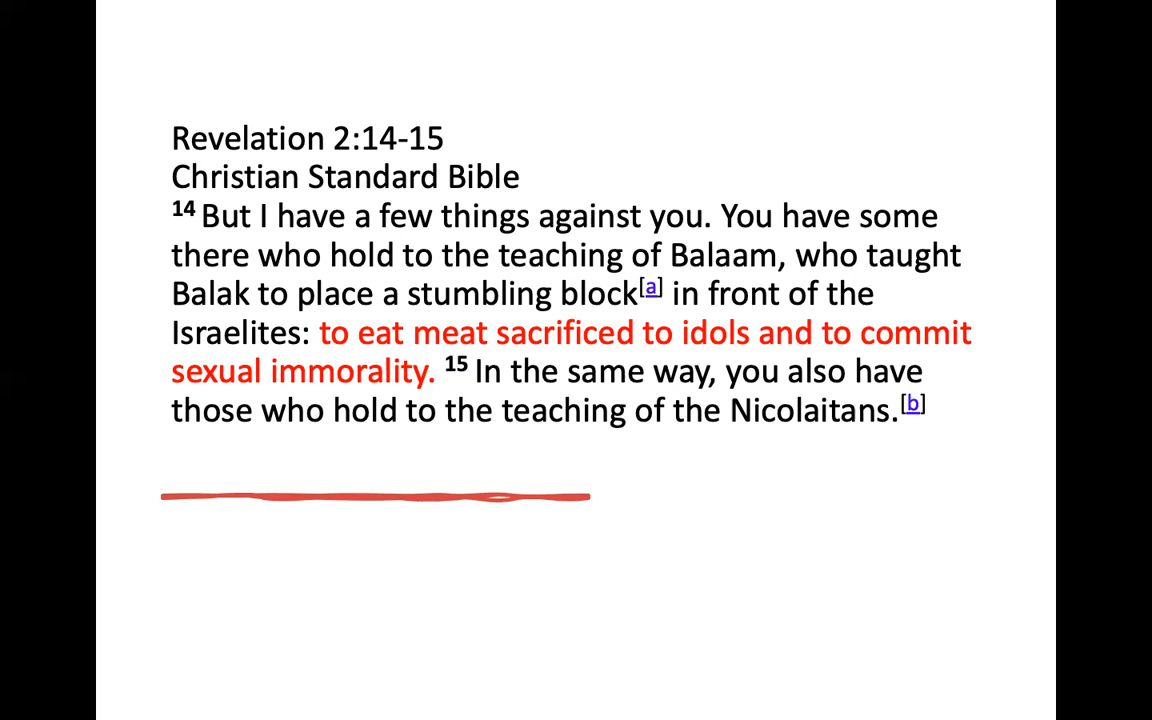 Revelation 2:14-15
Christian Standard Bible
14 But I have a few things against you. You have some
there who hold to the teaching of Balaam, who taught
Balak to place a stumbling block[a] in front of the
Israelites: to eat meat sacrificed to idols and to commit
sexual immorality. 15 In the same way, you also have
those who hold to the teaching of the Nicolaitans.[b]